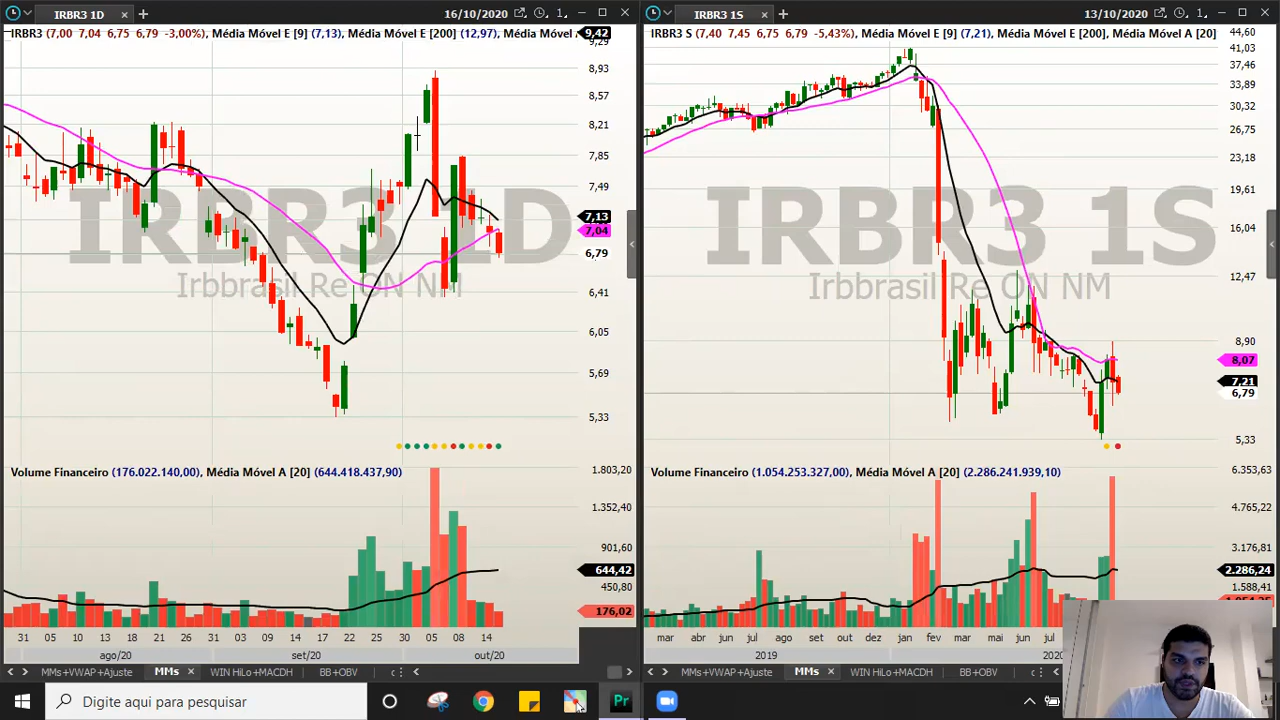 IRBR3 1D
16/10/2020
1
IRBR3 (7,00 7,04 6,75 6,79 -3,00%), Média Móvel E [9] (7,13), Média Móvel E [200] (12,97), Média Móvel
9,42
9,29
8,93
8,57
8,21
7,85
7,49
7,13
7,04
6,79
6,41
6,05
5,69
5,33
IRBR3 1D
Irbbrasil Re ON NM
Volume Financeiro (176.022.140,00), Média Móvel A [20] (644.418.437,90)
1.803,20
1.352,40
901,60
644,42
450,80
176,02
31 05 10 13 18 21 26 31 03 09 14 17 22 25 30 05 08 14
ago/20 set/20 out/20
MMs+VWAP+Ajuste MMs WIN HiLo+MACDH BB+OBV
IRBR3 1S
13/10/2020
1
IRBR3 S (7,40 7,45 6,75 6,79 -5,43%), Média Móvel E [9] (7,21), Média Móvel E [200], Média Móvel A [20]
44,60
41,03
37,46
33,89
30,32
26,75
23,18
19,61
16,04
12,47
8,90
8,07
7,21
6,79
5,33
IRBR3 1S
Irbbrasil Re ON NM
Volume Financeiro (1.054.253.327,00), Média Móvel A [20] (2.286.241.939,10)
6.353,63
4.765,22
3.176,81
2.286,24
1.588,41
mar abr jun jul ago set out dez jan fev mar mai jun jul
2019 2020
MMs+VWAP+Ajuste MMs WIN HiLo+MACDH BB+OBV
Digite aqui para pesquisar
Pr